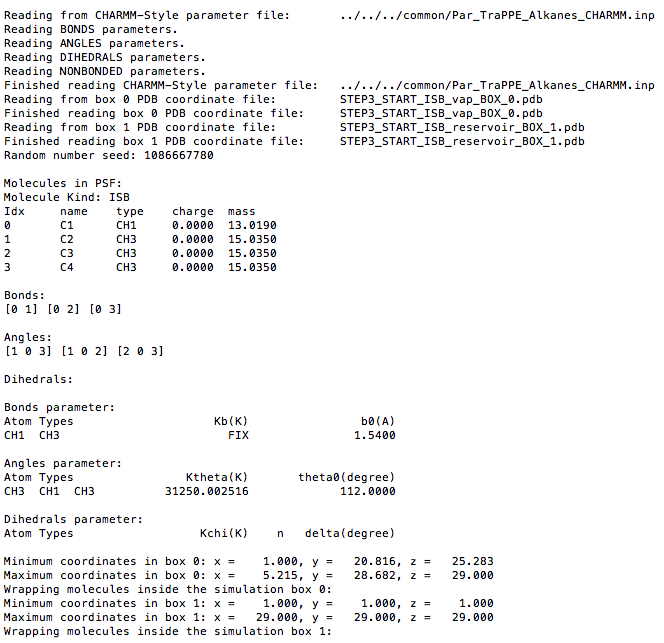 Reading from CHARMM-Style parameter file:       ../../../common/Par_TraPPE_Alkanes_CHARMM.inp
Reading BONDS parameters.
Reading ANGLES parameters.
Reading DIHEDRALS parameters.
Reading NONBONDED parameters.
Finished reading CHARMM-Style parameter file:   ../../../common/Par_TraPPE_Alkanes_CHARMM.inp
Reading from box 0 PDB coordinate file:         STEP3_START_ISB_vap_BOX_0.pdb
Finished reading box 0 PDB coordinate file:     STEP3_START_ISB_vap_BOX_0.pdb
Reading from box 1 PDB coordinate file:         STEP3_START_ISB_reservoir_BOX_1.pdb
Finished reading box 1 PDB coordinate file:     STEP3_START_ISB_reservoir_BOX_1.pdb
Random number seed: 1086667780

Molecules in PSF:
Molecule Kind: ISB
Idx     name    type    charge  mass
0       C1      CH1     0.0000  13.0190
1       C2      CH3     0.0000  15.0350
2       C3      CH3     0.0000  15.0350
3       C4      CH3     0.0000  15.0350

Bonds:
[0 1] [0 2] [0 3]

Angles:
[1 0 3] [1 0 2] [2 0 3]

Dihedrals:

Bonds parameter:
Atom Types                    Kb(K)                b0(A)
CH1  CH3                        FIX               1.5400

Angles parameter:
Atom Types                Ktheta(K)       theta0(degree)
CH3  CH1  CH3          31250.002516             112.0000

Dihedrals parameter:
Atom Types                  Kchi(K)    n   delta(degree)

Minimum coordinates in box 0: x =    1.000, y =   20.816, z =   25.283
Maximum coordinates in box 0: x =    5.215, y =   28.682, z =   29.000
Wrapping molecules inside the simulation box 0:
Minimum coordinates in box 1: x =    1.000, y =    1.000, z =    1.000
Maximum coordinates in box 1: x =   29.000, y =   29.000, z =   29.000
Wrapping molecules inside the simulation box 1: